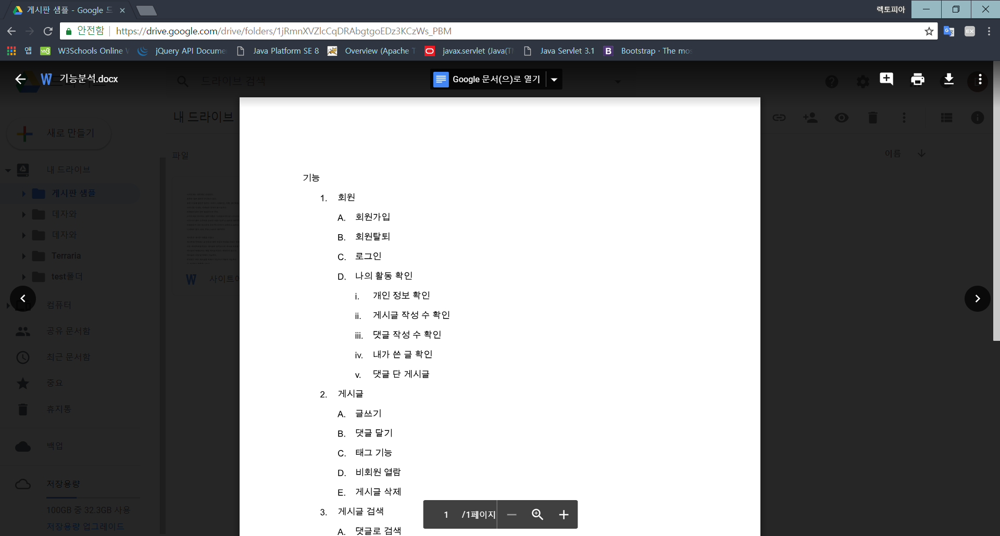 게시판 샘플 - Google 드
렉토피아
안전함
https://drive.google.com/drive/folders/1jRmnXVZlcCqDRAbgtgoEDz3KCzWs_PBM
앱
W3Schools Online
jQuery API Docume
Java Platform SE 8
Overview (Apache T
javax.servlet (Java(TM
Java Servlet 3.1
Bootstrap · The mos
기능분석.docx
드라이브 검색
Google 문서(으)로 열기
내 드라이브
새로 만들기
파일
이름
내 드라이브
게시판 샘플
데자와
데자와
Terraria
test폴더
사이트에
컴퓨터
공유 문서함
최근 문서함
중요
휴지통
백업
저장용량
100GB 중 32.3GB 사용
저장용량 업그레이드
기능
1. 회원
A. 회원가입
B. 회원탈퇴
C. 로그인
D. 나의 활동 확인
i. 개인 정보 확인
ii. 게시글 작성 수 확인
iii. 댓글 작성 수 확인
iv. 내가 쓴 글 확인
v. 댓글 단 게시글
2. 게시글
A. 글쓰기
B. 댓글 달기
C. 태그 기능
D. 비회원 열람
E. 게시글 삭제
3. 게시글 검색
A. 댓글로 검색
1 /1페이지